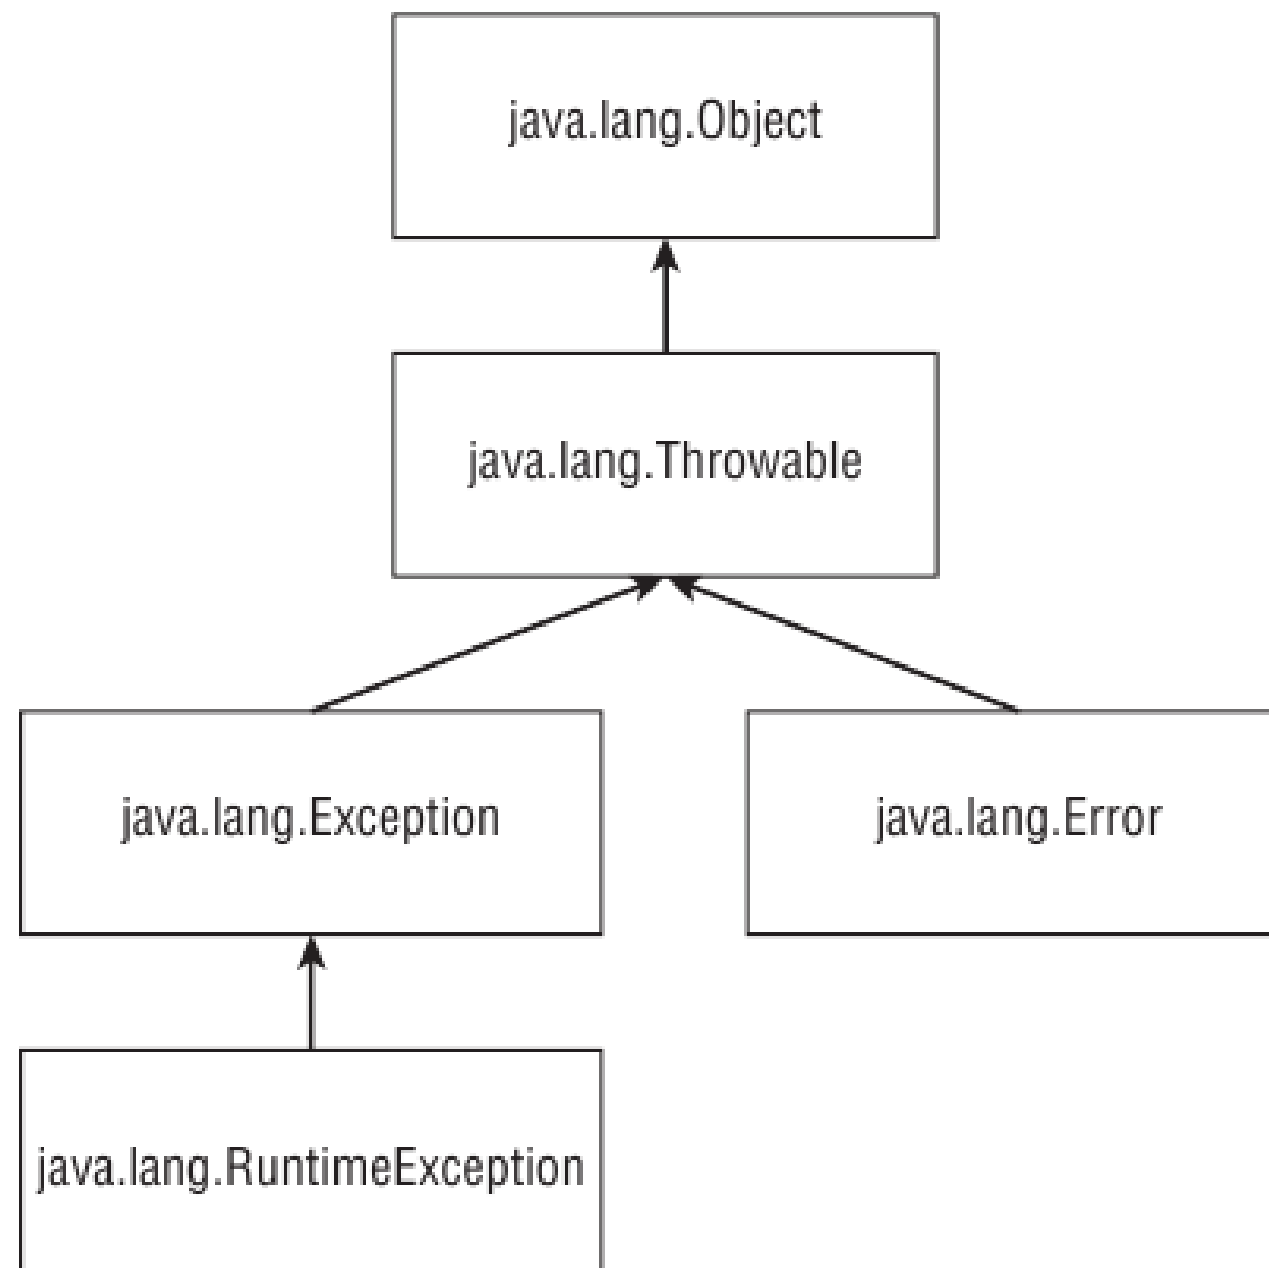 java.lang.Object
java.lang.Throwable
java.lang.Exception
java.lang.Error
java.lang.RuntimeException